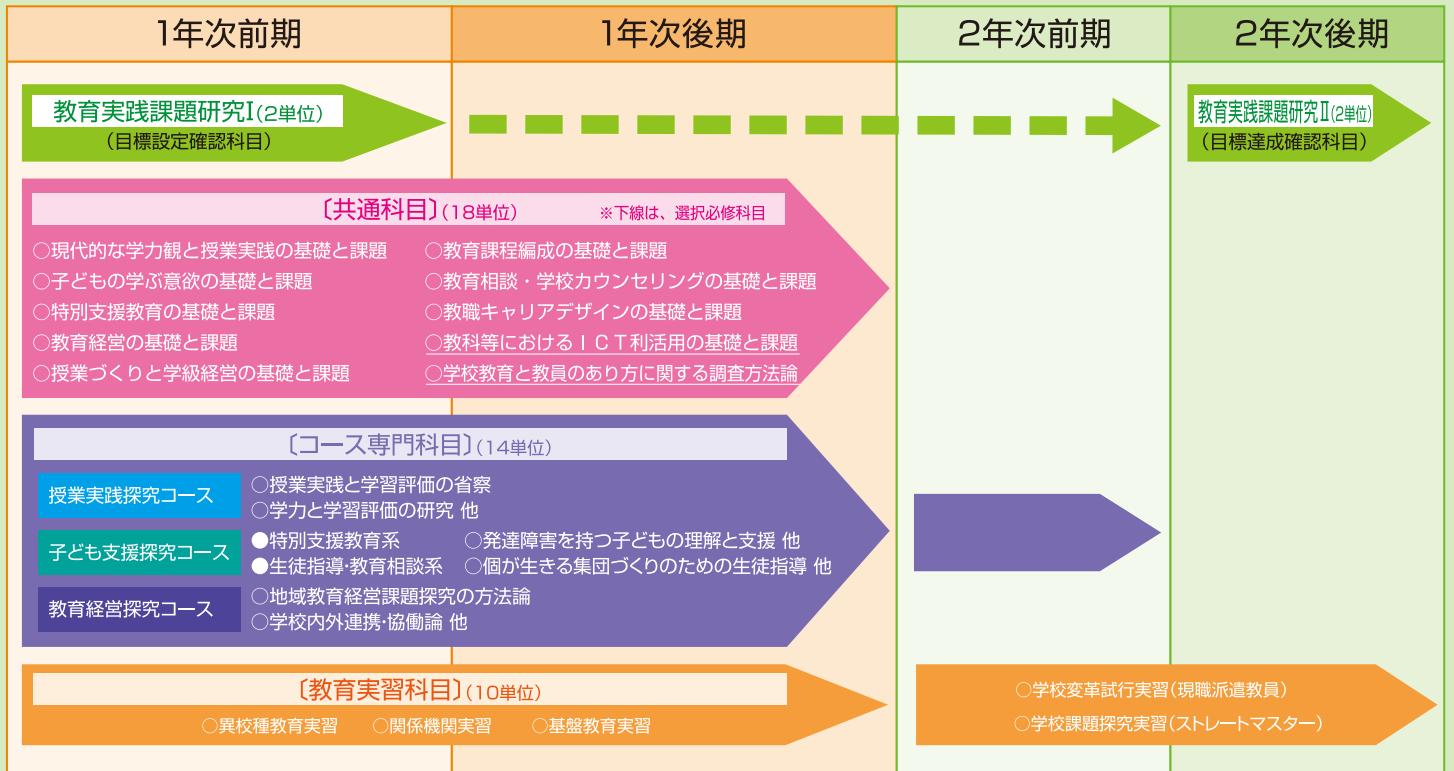 1年次前期 1年次後期 2年次前期 2年次後期
教育実践課題研究Ⅰ(2単位)
(目標設定確認科目)
教育実践課題研究Ⅱ(2単位)
(目標達成確認科目)
〔共通科目〕(18単位) ※下線は、選択必修科目
○現代的な学力観と授業実践の基礎と課題 ○教育課程編成の基礎と課題
○子どもの学ぶ意欲の基礎と課題 ○教育相談・学校カウンセリングの基礎と課題
○特別支援教育の基礎と課題 ○教職キャリアデザインの基礎と課題
○教育経営の基礎と課題 ○教科等におけるＩＣＴ利活用の基礎と課題
○授業づくりと学級経営の基礎と課題 ○学校教育と教員のあり方に関する調査方法論
〔コース専門科目〕(14単位)
授業実践探究コース
○授業実践と学習評価の省察
○学力と学習評価の研究 他
子ども支援探究コース
●特別支援教育系 ○発達障害を持つ子どもの理解と支援 他
●生徒指導・教育相談系 ○個が生きる集団づくりのための生徒指導 他
教育経営探究コース
○地域教育経営課題探究の方法論
○学校内外連携・協働論 他
〔教育実習科目〕(10単位)
○異校種教育実習 ○関係機関実習 ○基盤教育実習
○学校変革試行実習(現職派遣教員)
○学校課題探究実習(ストレートマスター)